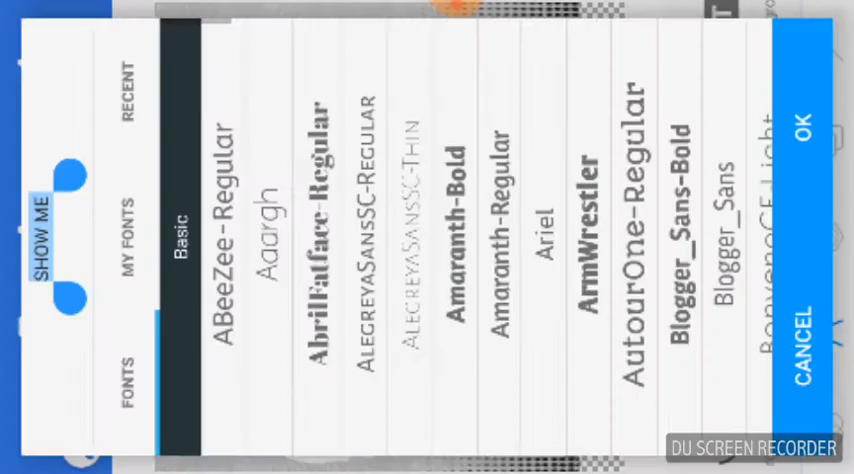 SHOW ME
FONTS MY FONTS RECENT
Basic
ABeeZee-Regular
Aaargh
AbrilFatface-Regular
AlegreyaSansSC-Regular
AlegreyaSansSC-Thin
Amaranth-Bold
Amaranth-Regular
Ariel
ArmWrestler
AutourOne-Regular
Blogger_Sans-Bold
Blogger_Sans
CANCEL OK
DU SCREEN RECORDER